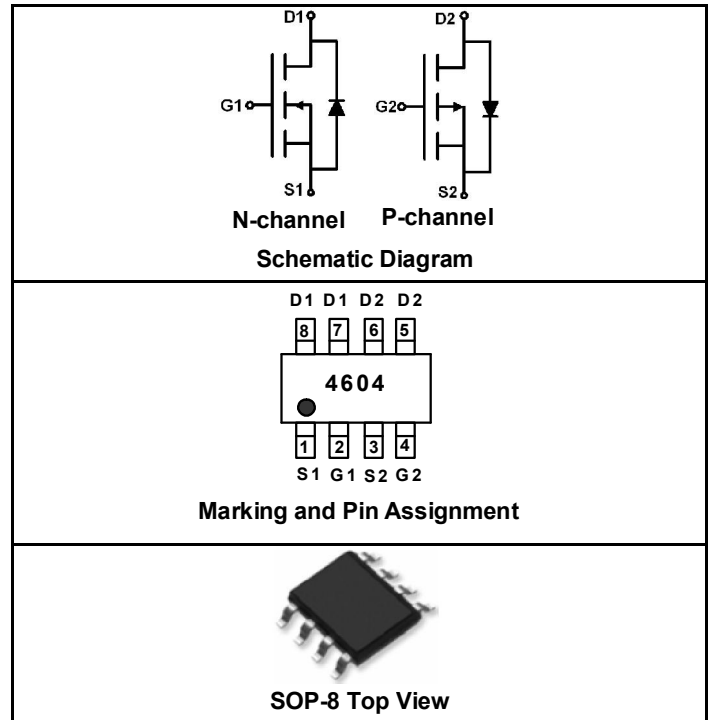 D1 D2
G1 G2
S1 S2
N-channel P-channel
Schematic Diagram
D1 D1 D2 D2
8 7 6 5
4604
1 2 3 4
S1 G1 S2 G2
Marking and Pin Assignment
SOP-8 Top View